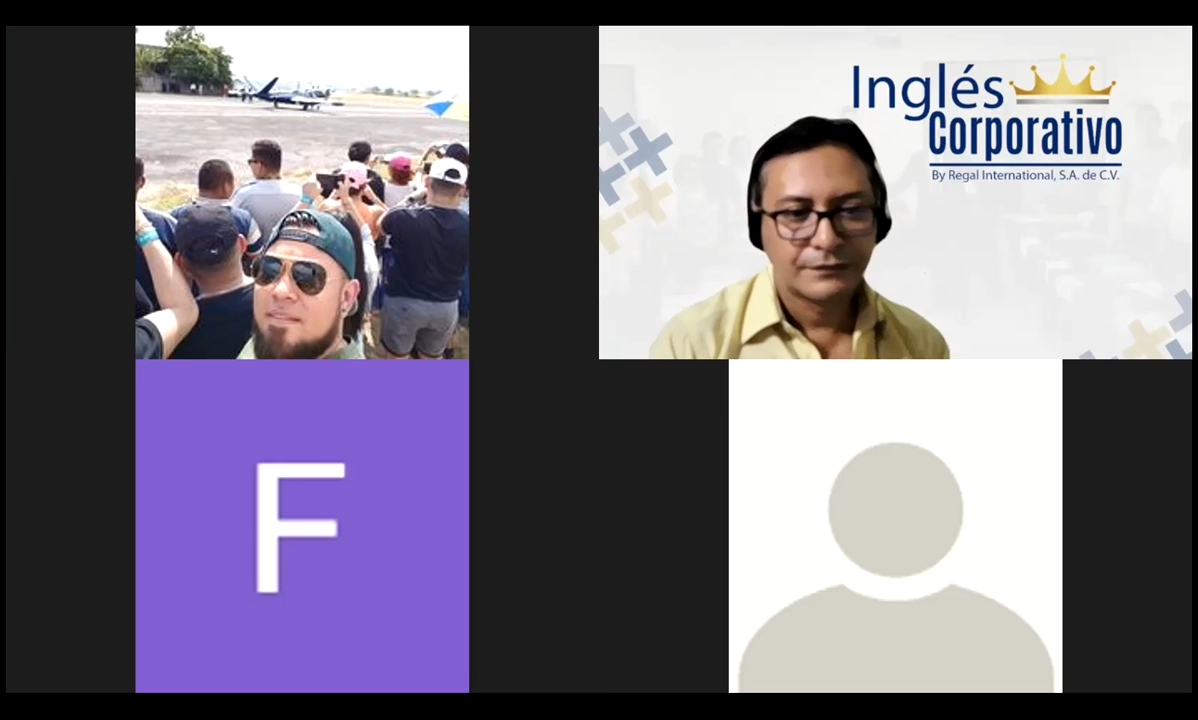 Inglés
Corporativo
By Regal International, S.A. de C.V.
F